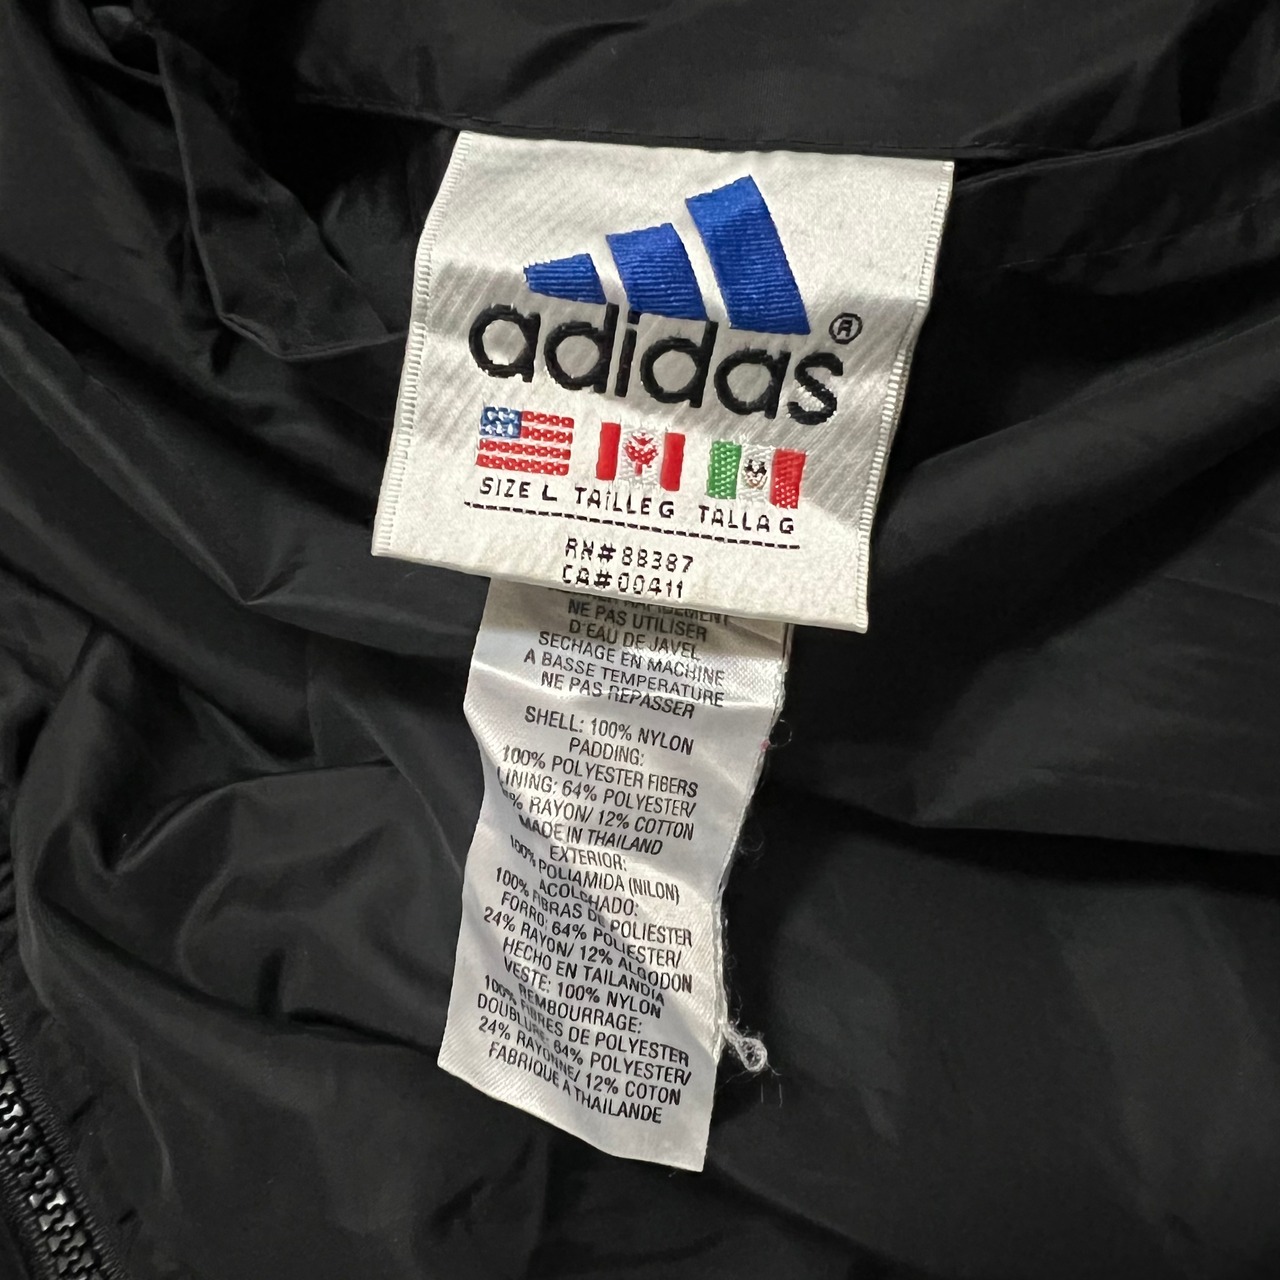 adidas®
SIZE L TAILLE G TALLA G
RN#88387
CA#00411
RAPIDEMENT
NE PAS UTILISER
D'EAU DE JAVEL
SECHAGE EN MACHINE
A BASSE TEMPERATURE
NE PAS REPASSER
SHELL: 100% NYLON
PADDING:
100% POLYESTER FIBERS
LINING: 64% POLYESTER/
% RAYON/ 12% COTTON
MADE IN THAILAND
EXTERIOR:
100% POLIAMIDA (NILON)
ACOLCHADO:
100% FIBRAS DE POLIESTER
FORRO: 64% POLIESTER/
24% RAYON/ 12% ALGODON
HECHO EN TAILANDIA
VESTE: 100% NYLON
REMBOURRAGE:
100% FIBRES DE POLYESTER
DOUBLURE: 64% POLYESTER/
24% RAYONNE/ 12% COTON
FABRIQUE A THAILANDE